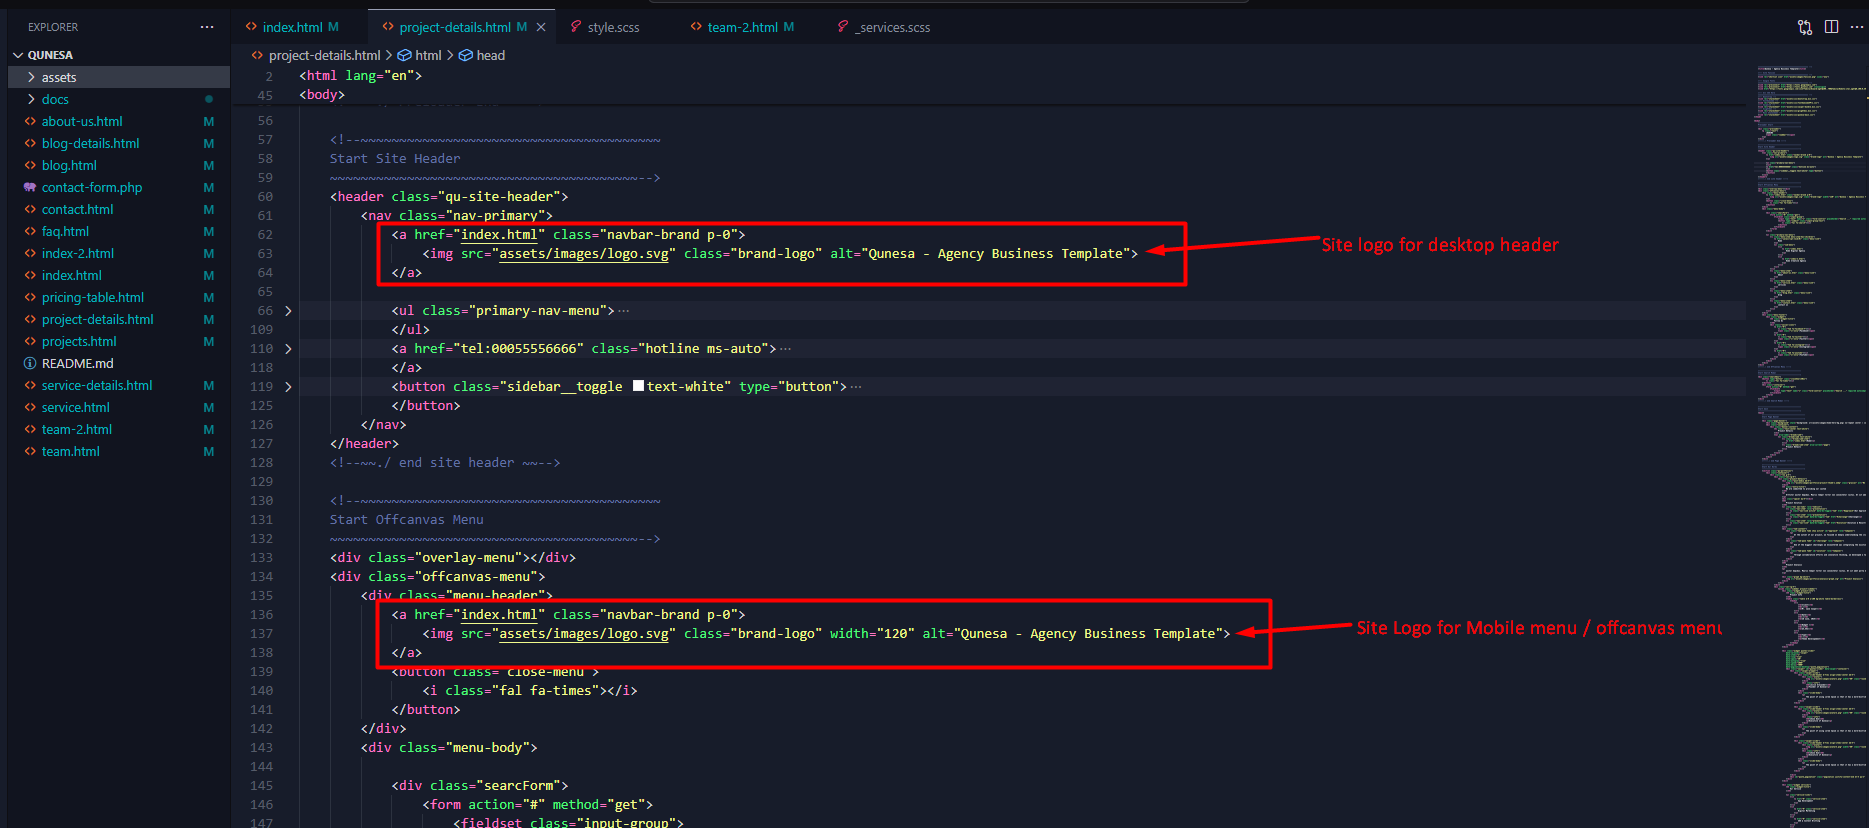 EXPLORER ···
QUNESA
assets
docs
about-us.html M
blog-details.html M
blog.html M
contact-form.php M
contact.html M
faq.html M
index-2.html M
index.html M
pricing-table.html M
project-details.html M
projects.html M
README.md
service-details.html M
service.html M
team-2.html M
team.html M
index.html M
project-details.html M
style.scss
team-2.html M
_services.scss
project-details.html > html > head
2 <html lang="en">
45 <body>
56
57 <!--~~~~~~~~~~~~~~~~~~~~~~~~~~~~~~~~~~~~~~~
58 Start Site Header
59 ~~~~~~~~~~~~~~~~~~~~~~~~~~~~~~~~~~~~~~~~-->
60 <header class="qu-site-header">
61 <nav class="nav-primary">
62 <a href="index.html" class="navbar-brand p-0">
63 <img src="assets/images/logo.svg" class="brand-logo" alt="Qunesa - Agency Business Template">
Site logo for desktop header
64 </a>
65
66 <ul class="primary-nav-menu">···
109 </ul>
110 <a href="tel:00055556666" class="hotline ms-auto">···
118 </a>
119 <button class="sidebar__toggle text-white" type="button">···
125 </button>
126 </nav>
127 </header>
128 <!--~~./ end site header ~~-->
129
130 <!--~~~~~~~~~~~~~~~~~~~~~~~~~~~~~~~~~~~~~~~
131 Start Offcanvas Menu
132 ~~~~~~~~~~~~~~~~~~~~~~~~~~~~~~~~~~~~~~~~-->
133 <div class="overlay-menu"></div>
134 <div class="offcanvas-menu">
135 <div class="menu-header">
136 <a href="index.html" class="navbar-brand p-0">
137 <img src="assets/images/logo.svg" class="brand-logo" width="120" alt="Qunesa - Agency Business Template">
Site Logo for Mobile menu / offcanvas menu
138 </a>
139 <button class="close-menu">
140 <i class="fal fa-times"></i>
141 </button>
142 </div>
143 <div class="menu-body">
144
145 <div class="searcForm">
146 <form action="#" method="get">
147 <fieldset class="input-group">